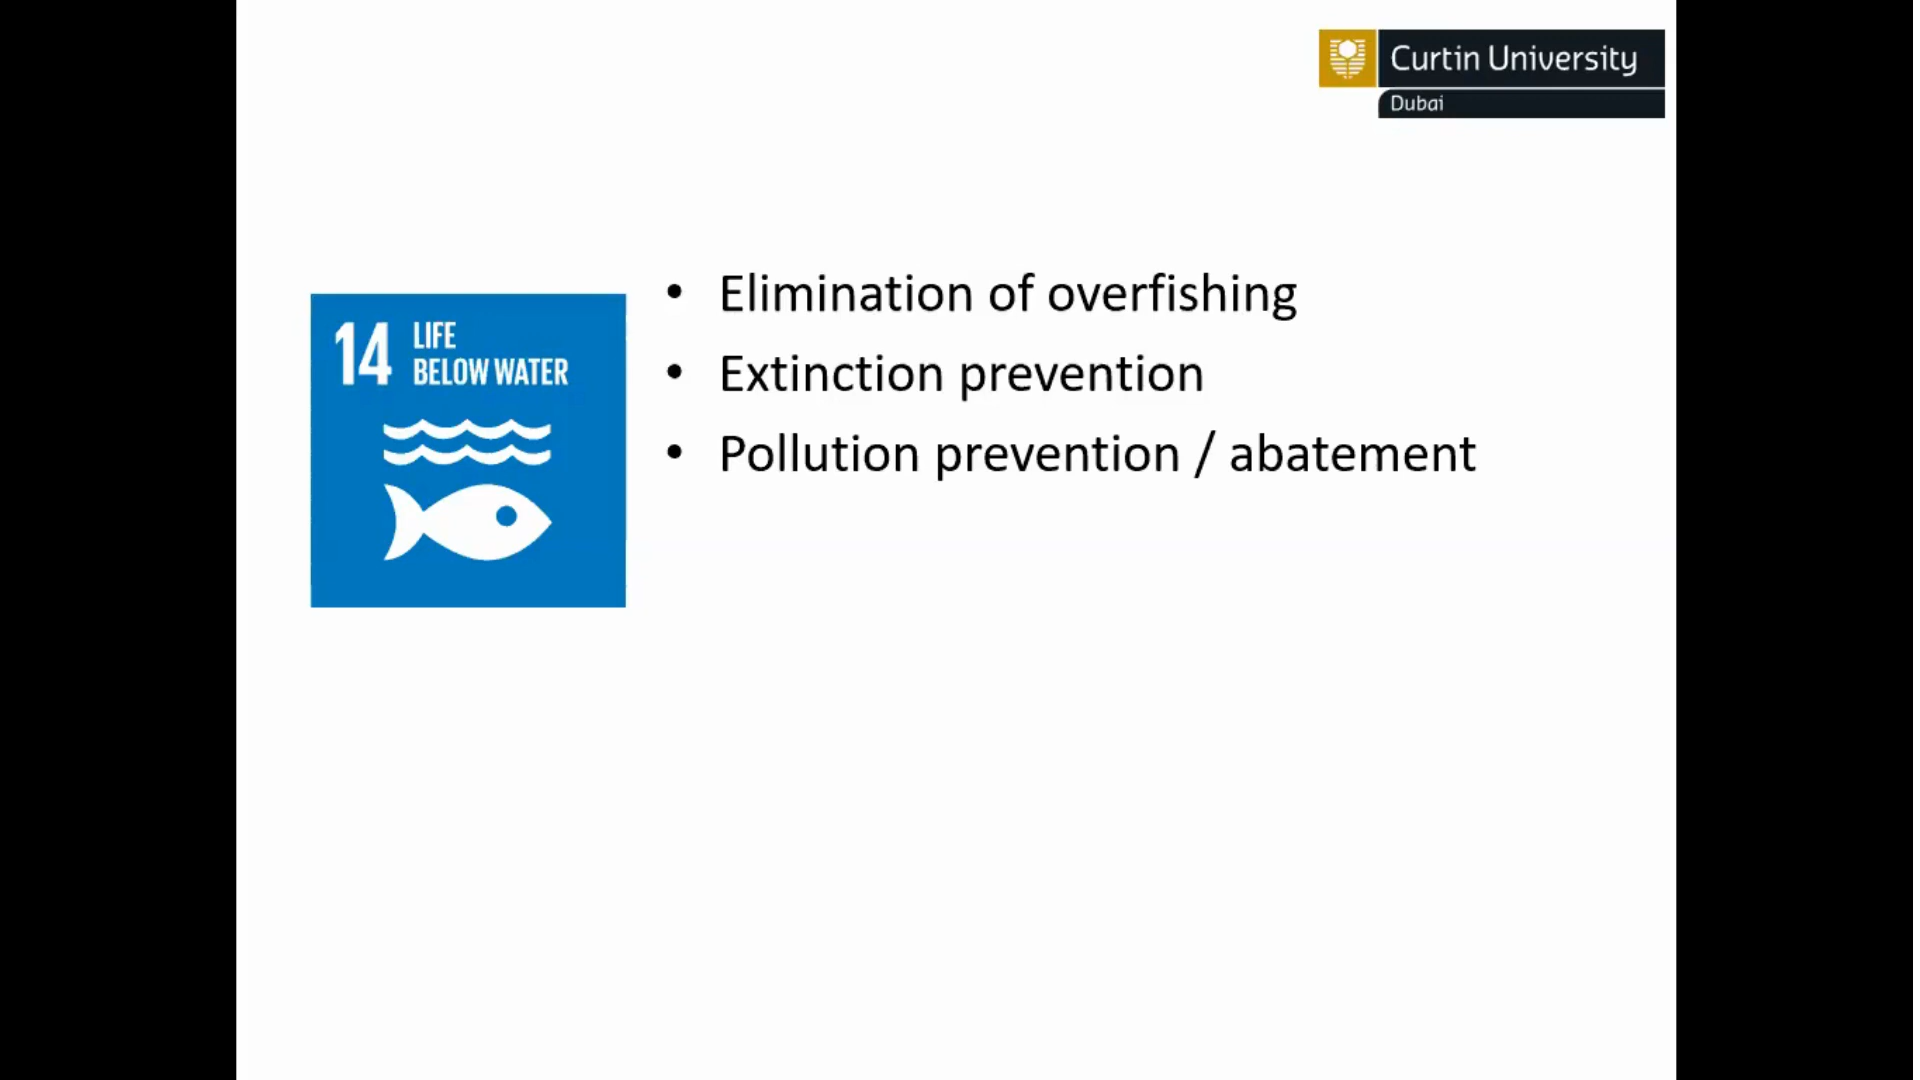 Curtin University
Dubai
14 LIFE
BELOW WATER
• Elimination of overfishing
• Extinction prevention
• Pollution prevention / abatement